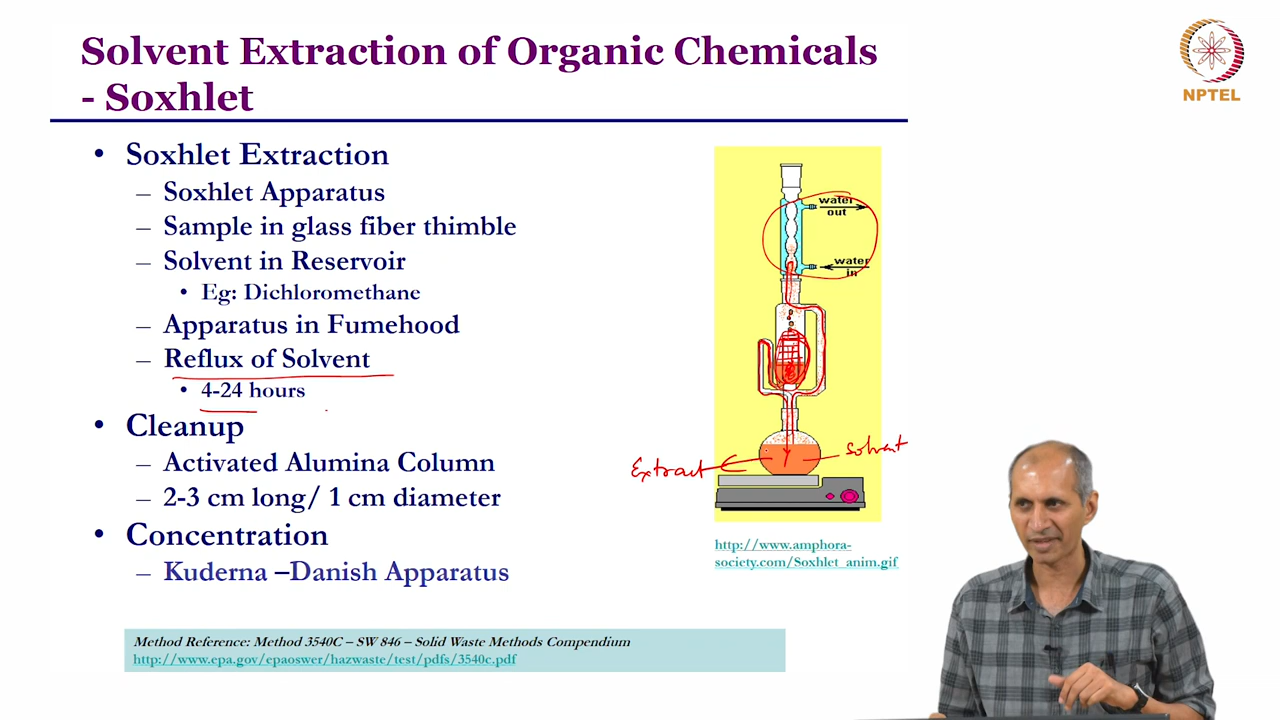 Solvent Extraction of Organic Chemicals
- Soxhlet
NPTEL
• Soxhlet Extraction
– Soxhlet Apparatus
– Sample in glass fiber thimble
– Solvent in Reservoir
• Eg: Dichloromethane
– Apparatus in Fumehood
– Reflux of Solvent
• 4-24 hours
• Cleanup
– Activated Alumina Column
– 2-3 cm long/ 1 cm diameter
• Concentration
– Kuderna –Danish Apparatus
water
out
water
in
Solvent
Extract
http://www.amphora-
society.com/Soxhlet_anim.gif
Method Reference: Method 3540C – SW 846 – Solid Waste Methods Compendium
http://www.epa.gov/epaoswer/hazwaste/test/pdfs/3540c.pdf